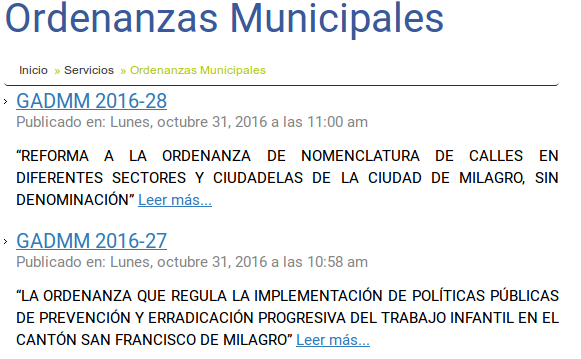 Ordenanzas Municipales
Inicio » Servicios » Ordenanzas Municipales
GADMM 2016-28
Publicado en: Lunes, octubre 31, 2016 a las 11:00 am
“REFORMA A LA ORDENANZA DE NOMENCLATURA DE CALLES EN
DIFERENTES SECTORES Y CIUDADELAS DE LA CIUDAD DE MILAGRO, SIN
DENOMINACIÓN” Leer más...
GADMM 2016-27
Publicado en: Lunes, octubre 31, 2016 a las 10:58 am
“LA ORDENANZA QUE REGULA LA IMPLEMENTACIÓN DE POLÍTICAS PÚBLICAS
DE PREVENCIÓN Y ERRADICACIÓN PROGRESIVA DEL TRABAJO INFANTIL EN EL
CANTÓN SAN FRANCISCO DE MILAGRO” Leer más...